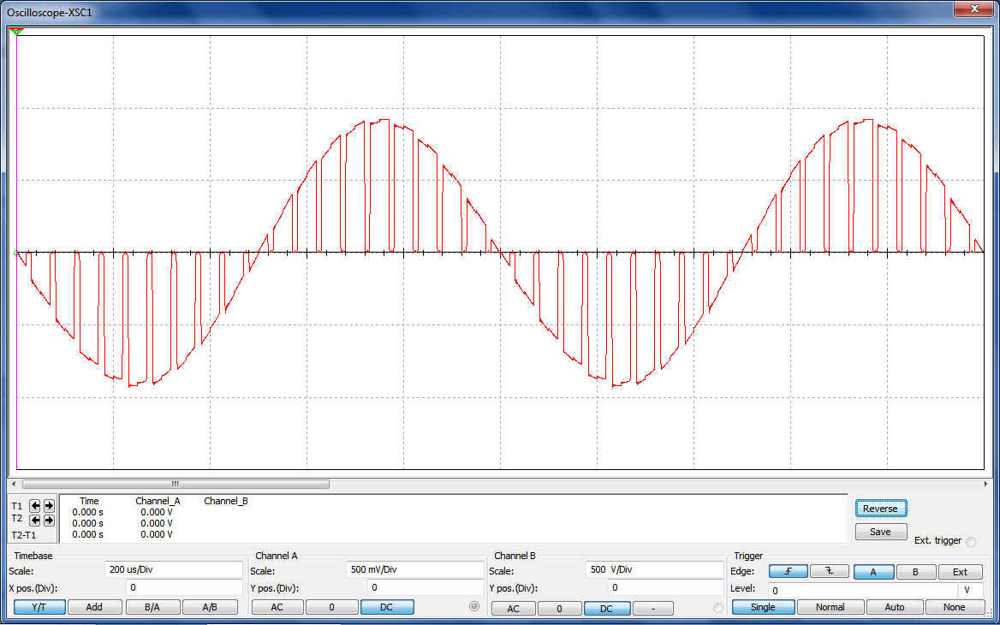 Oscilloscope-XSC1
Time Channel_A Channel_B
T1 0.000 s 0.000 V
T2 0.000 s 0.000 V
T2-T1 0.000 s 0.000 V
Reverse
Save
Ext. trigger
Timebase
Scale: 200 us/Div
X pos.(Div): 0
Y/T Add B/A A/B
Channel A
Scale: 500 mV/Div
Y pos.(Div): 0
AC 0 DC
Channel B
Scale: 500 V/Div
Y pos.(Div): 0
AC 0 DC -
Trigger
Edge: A B Ext
Level: 0 V
Single Normal Auto None